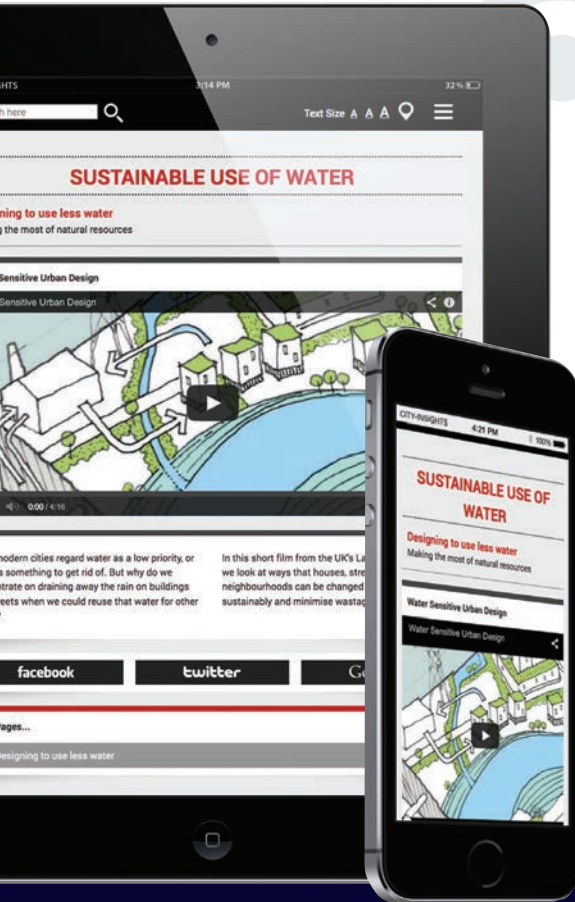 GHTS 3:14 PM 32%
h here
Text Size A A A
SUSTAINABLE USE OF WATER
ning to use less water
g the most of natural resources
Sensitive Urban Design
Sensitive Urban Design
0:00 / 4:16
modern cities regard water as a low priority, or
s something to get rid of. But why do we
trate on draining away the rain on buildings
eets when we could reuse that water for other
?
In this short film from the UK's La
we look at ways that houses, stre
neighbourhoods can be changed
sustainably and minimise wastag
facebook
twitter
Go
Pages...
Designing to use less water
CITY-INSIGHTS 4:21 PM 100%
SUSTAINABLE USE OF
WATER
Designing to use less water
Making the most of natural resources
Water Sensitive Urban Design
Water Sensitive Urban Design